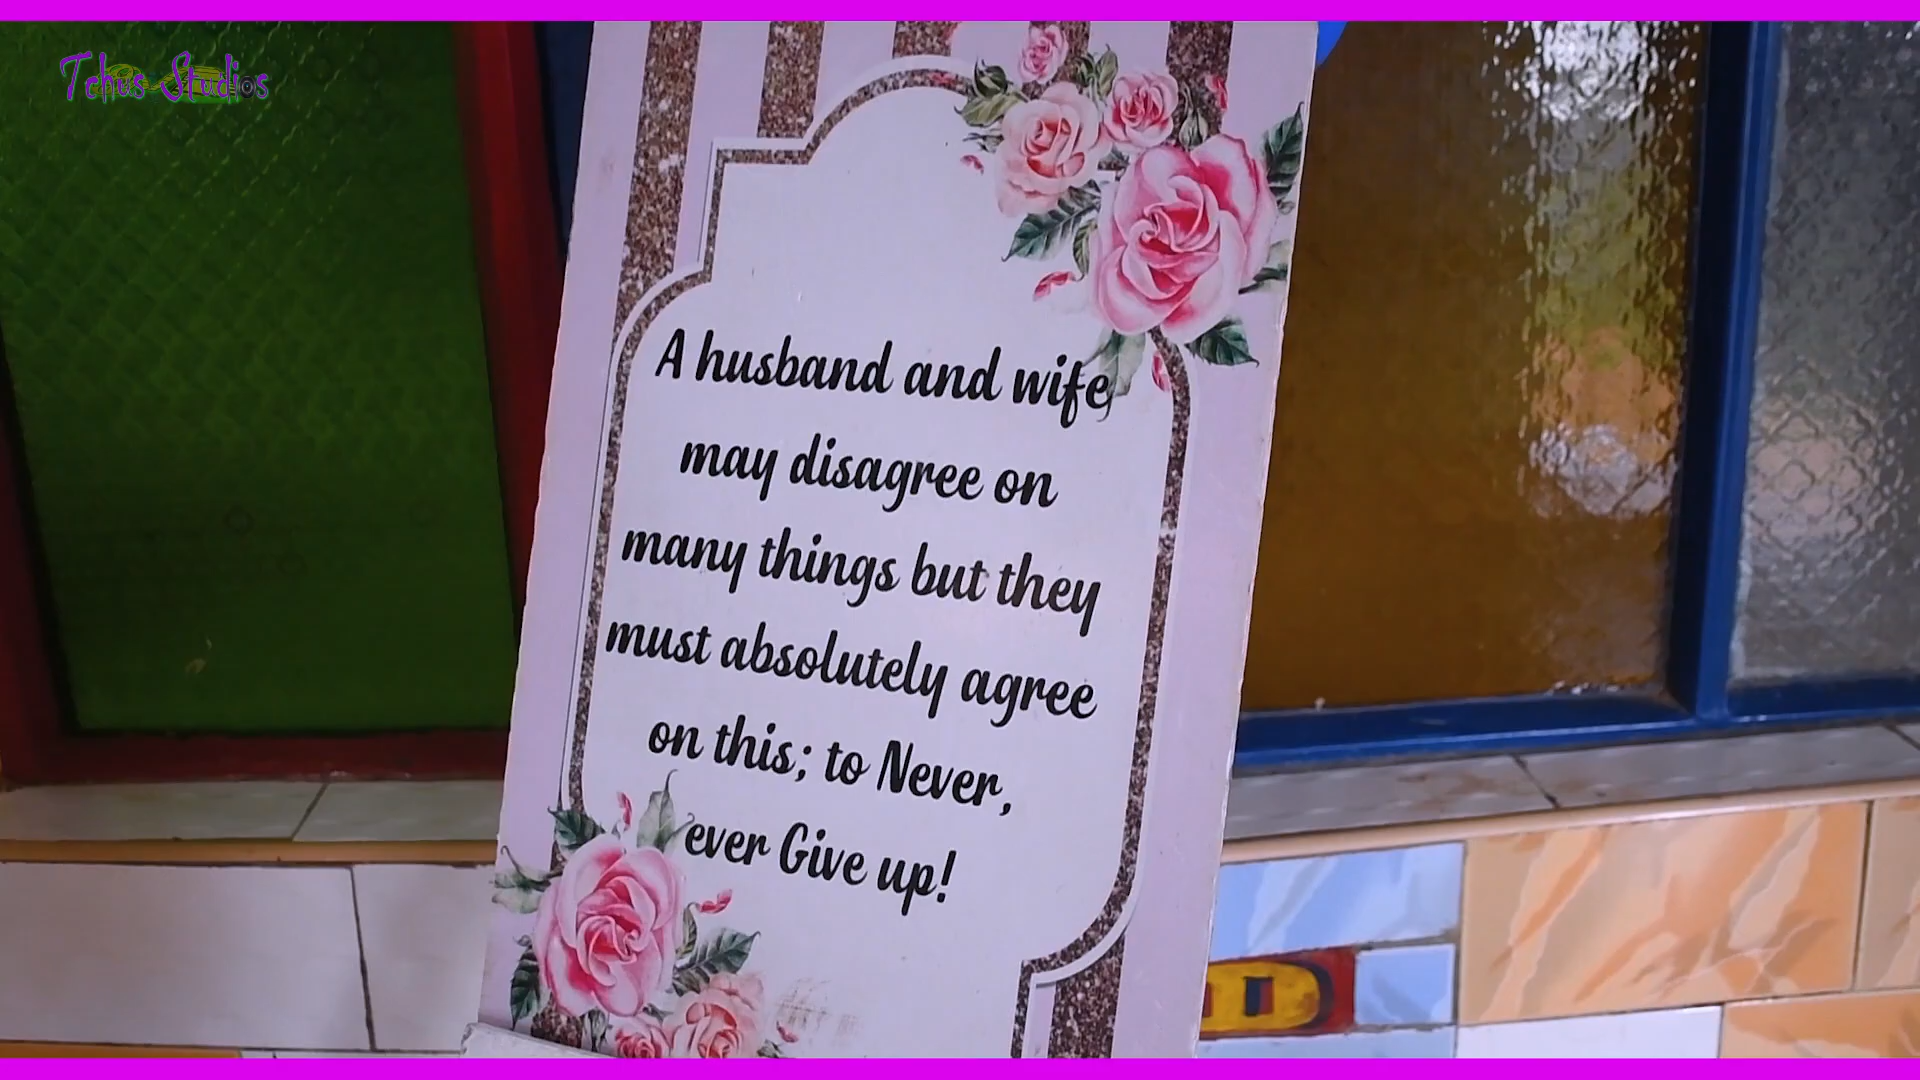 Tchus Studios
A husband and wife
may disagree on
many things but they
must absolutely agree
on this; to Never,
ever Give up!